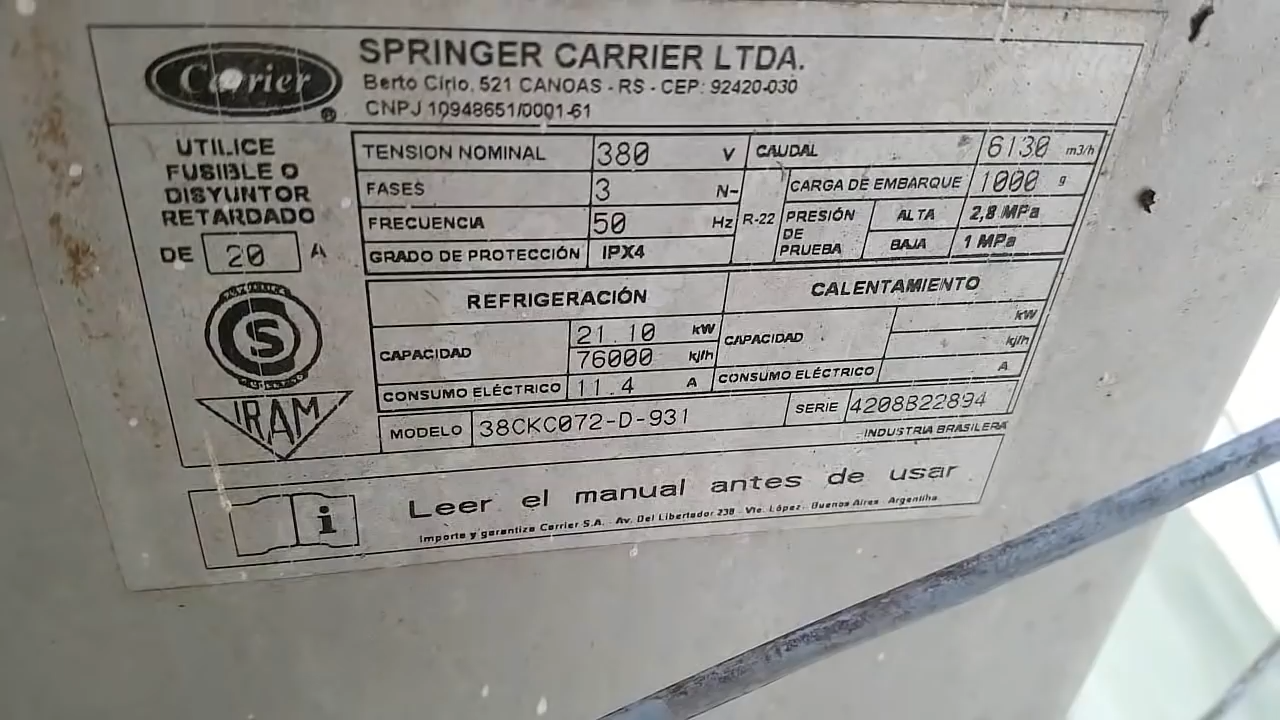 Carrier
SPRINGER CARRIER LTDA.
Berto Círio, 521 CANOAS - RS - CEP: 92420-030
CNPJ 10948651/0001-61
UTILICE
FUSIBLE O
DISYUNTOR
RETARDADO
DE 20 A
TENSION NOMINAL 380 V
FASES 3 N~
FRECUENCIA 50 Hz
GRADO DE PROTECCIÓN IPX4
CAUDAL 6130 m3/h
R-22 CARGA DE EMBARQUE 1000 g
PRESIÓN DE PRUEBA ALTA 2,8 MPa
BAJA 1 MPa
REFRIGERACIÓN
CAPACIDAD 21.10 kW
76000 kj/h
CONSUMO ELÉCTRICO 11.4 A
CALENTAMIENTO
CAPACIDAD kW
kj/h
CONSUMO ELÉCTRICO A
S
IRAM
MODELO 38CKC072-D-931
SERIE 4208B22894
INDUSTRIA BRASILERA
i
Leer el manual antes de usar
Importa y garantiza Carrier S.A. - Av. Del Libertador 238 - Vte. López - Buenos Aires - Argentina